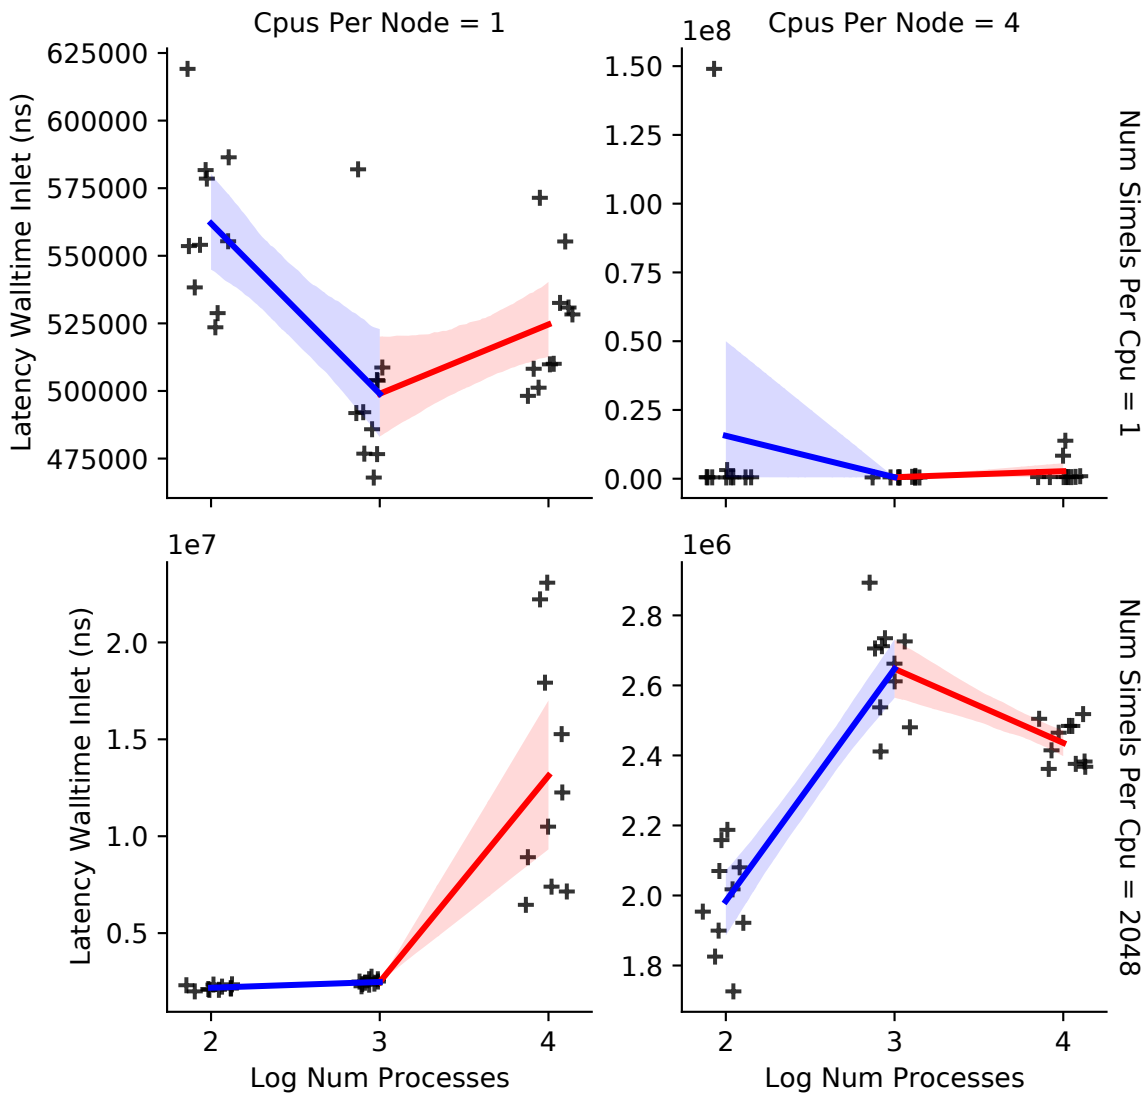 Cpus Per Node = 1
Cpus Per Node = 4
1e8
625000
600000
575000
550000
525000
500000
475000
Latency Walltime Inlet (ns)
1.50
1.25
1.00
0.75
0.50
0.25
0.00
Num Simels Per Cpu = 1
1e7
2.0
1.5
1.0
0.5
Latency Walltime Inlet (ns)
2
3
4
Log Num Processes
1e6
2.8
2.6
2.4
2.2
2.0
1.8
2
3
4
Log Num Processes
Num Simels Per Cpu = 2048